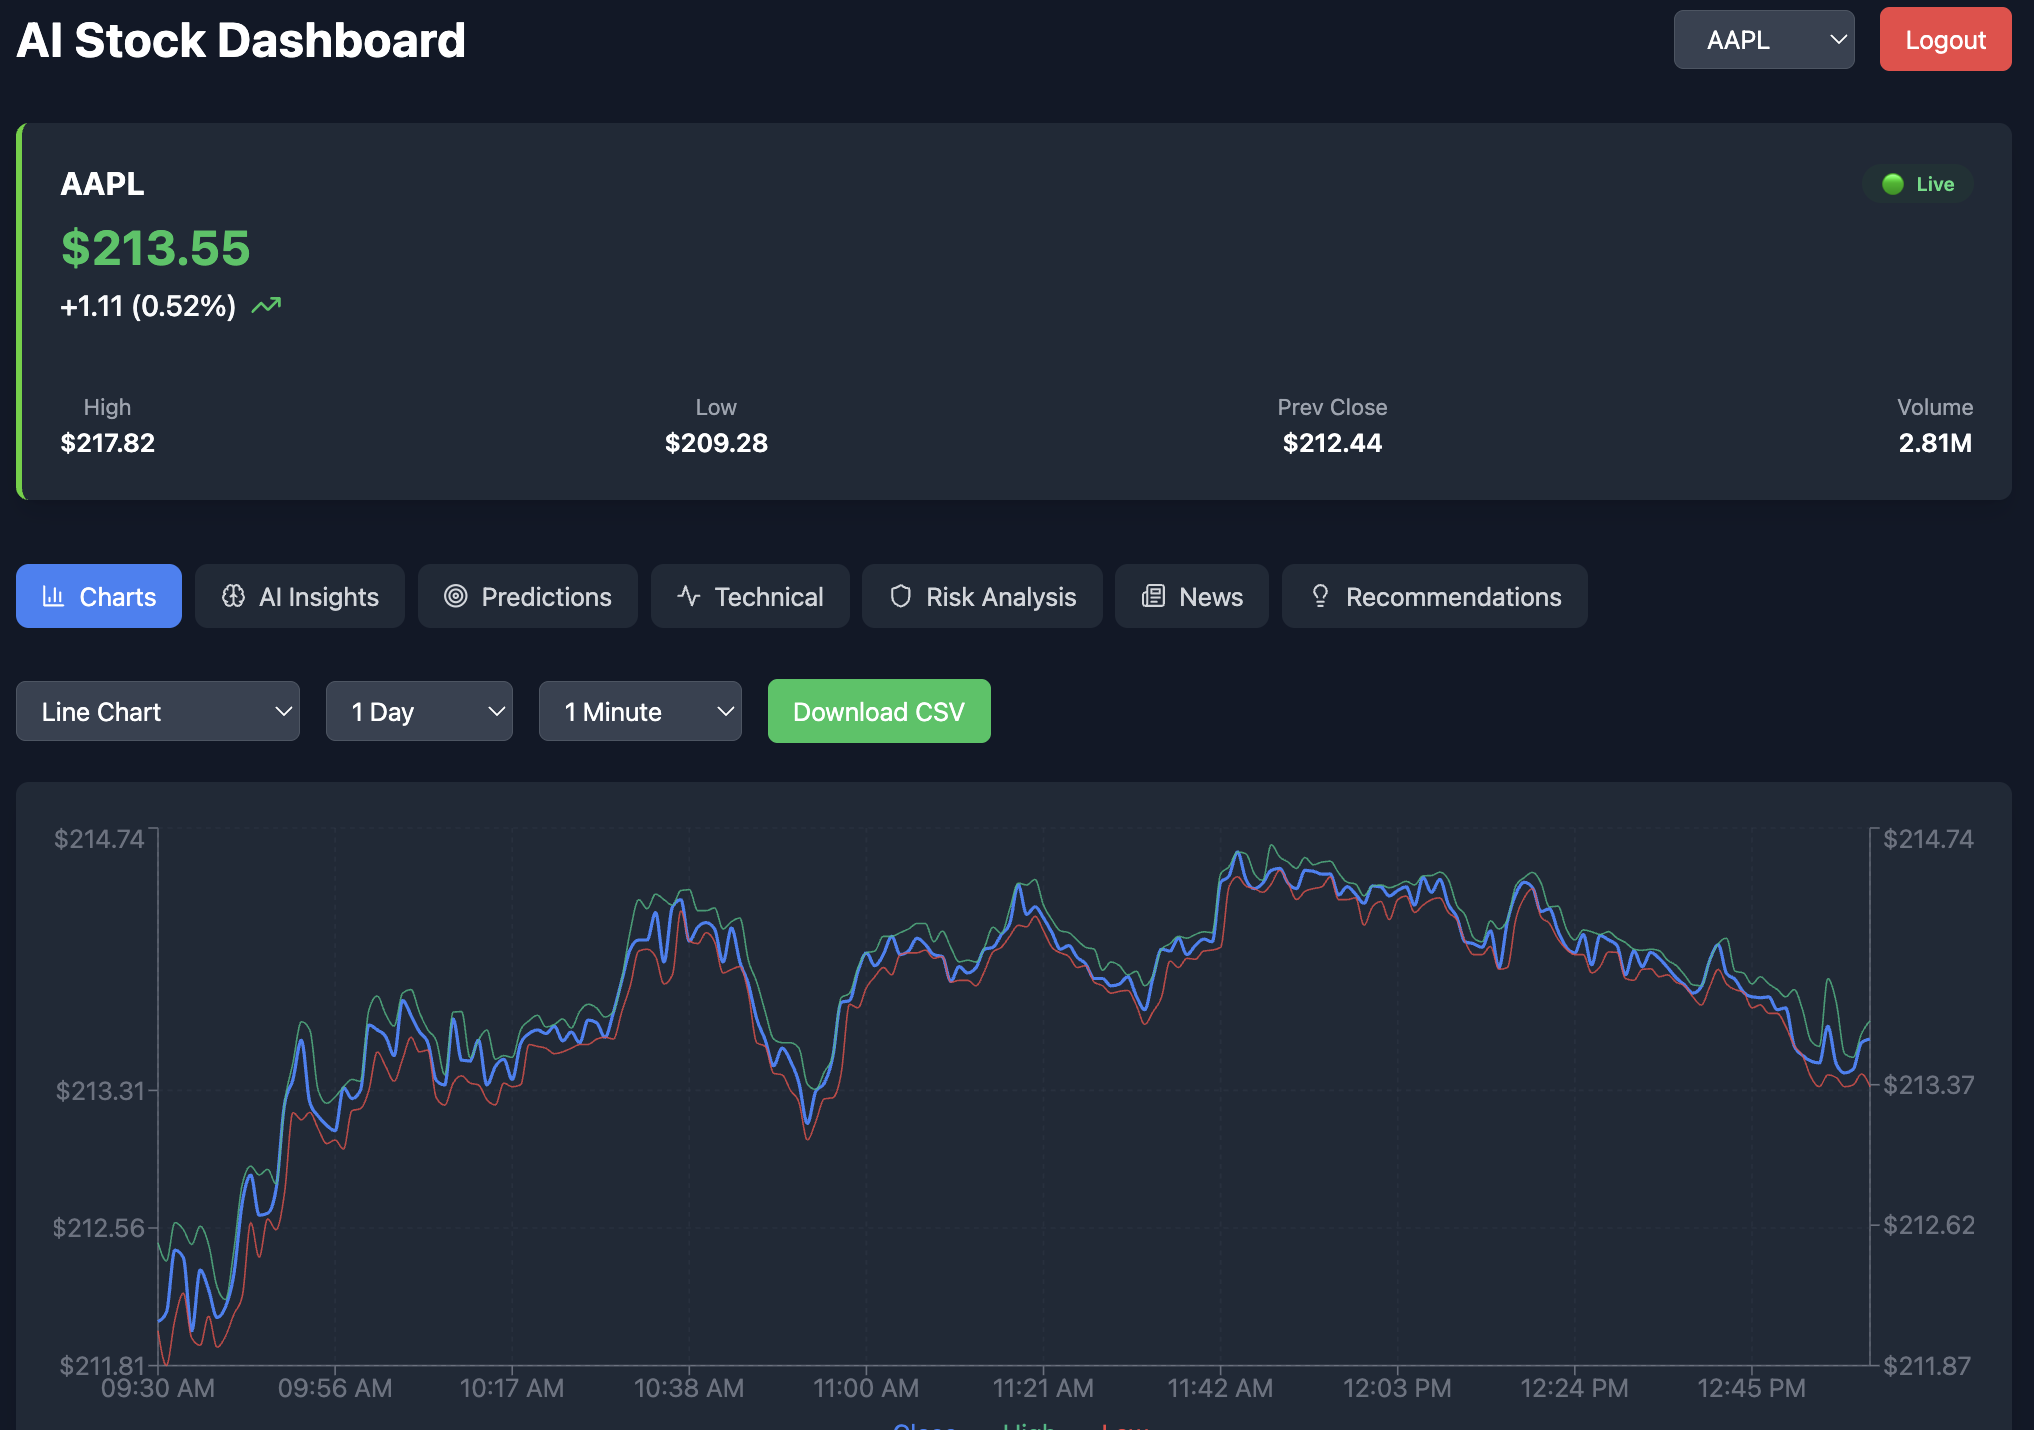 AI Stock Dashboard
AAPL
Logout
AAPL
Live
$213.55
+1.11 (0.52%)
High
Low
Prev Close
Volume
$217.82
$209.28
$212.44
2.81M
Charts
AI Insights
Predictions
Technical
Risk Analysis
News
Recommendations
Line Chart
1 Day
1 Minute
Download CSV
$214.74
$214.74
$213.31
$213.37
$212.56
$212.62
$211.81
$211.87
09:30 AM
09:56 AM
10:17 AM
10:38 AM
11:00 AM
11:21 AM
11:42 AM
12:03 PM
12:24 PM
12:45 PM
Close
High
Low